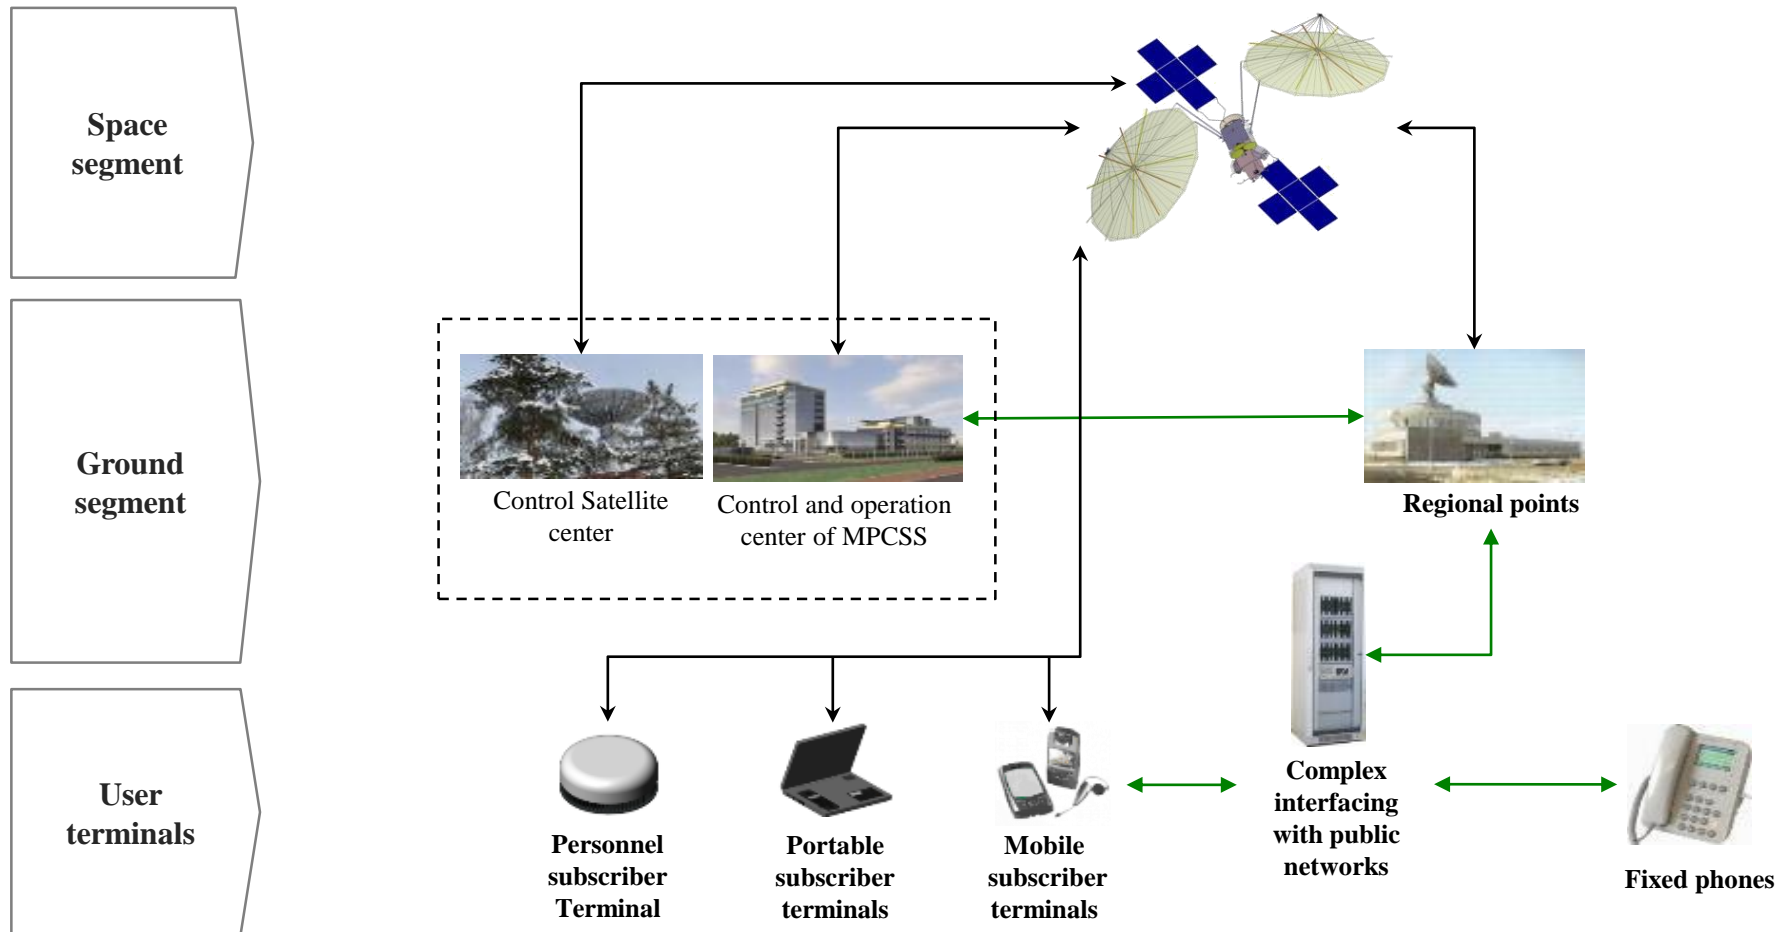 Space
segment
Ground
segment
Control Satellite
center
Control and operation
center of MPCSS
Regional points
User
terminals
Personnel
subscriber
Terminal
Portable
subscriber
terminals
Mobile
subscriber
terminals
Complex
interfacing
with public
networks
Fixed phones